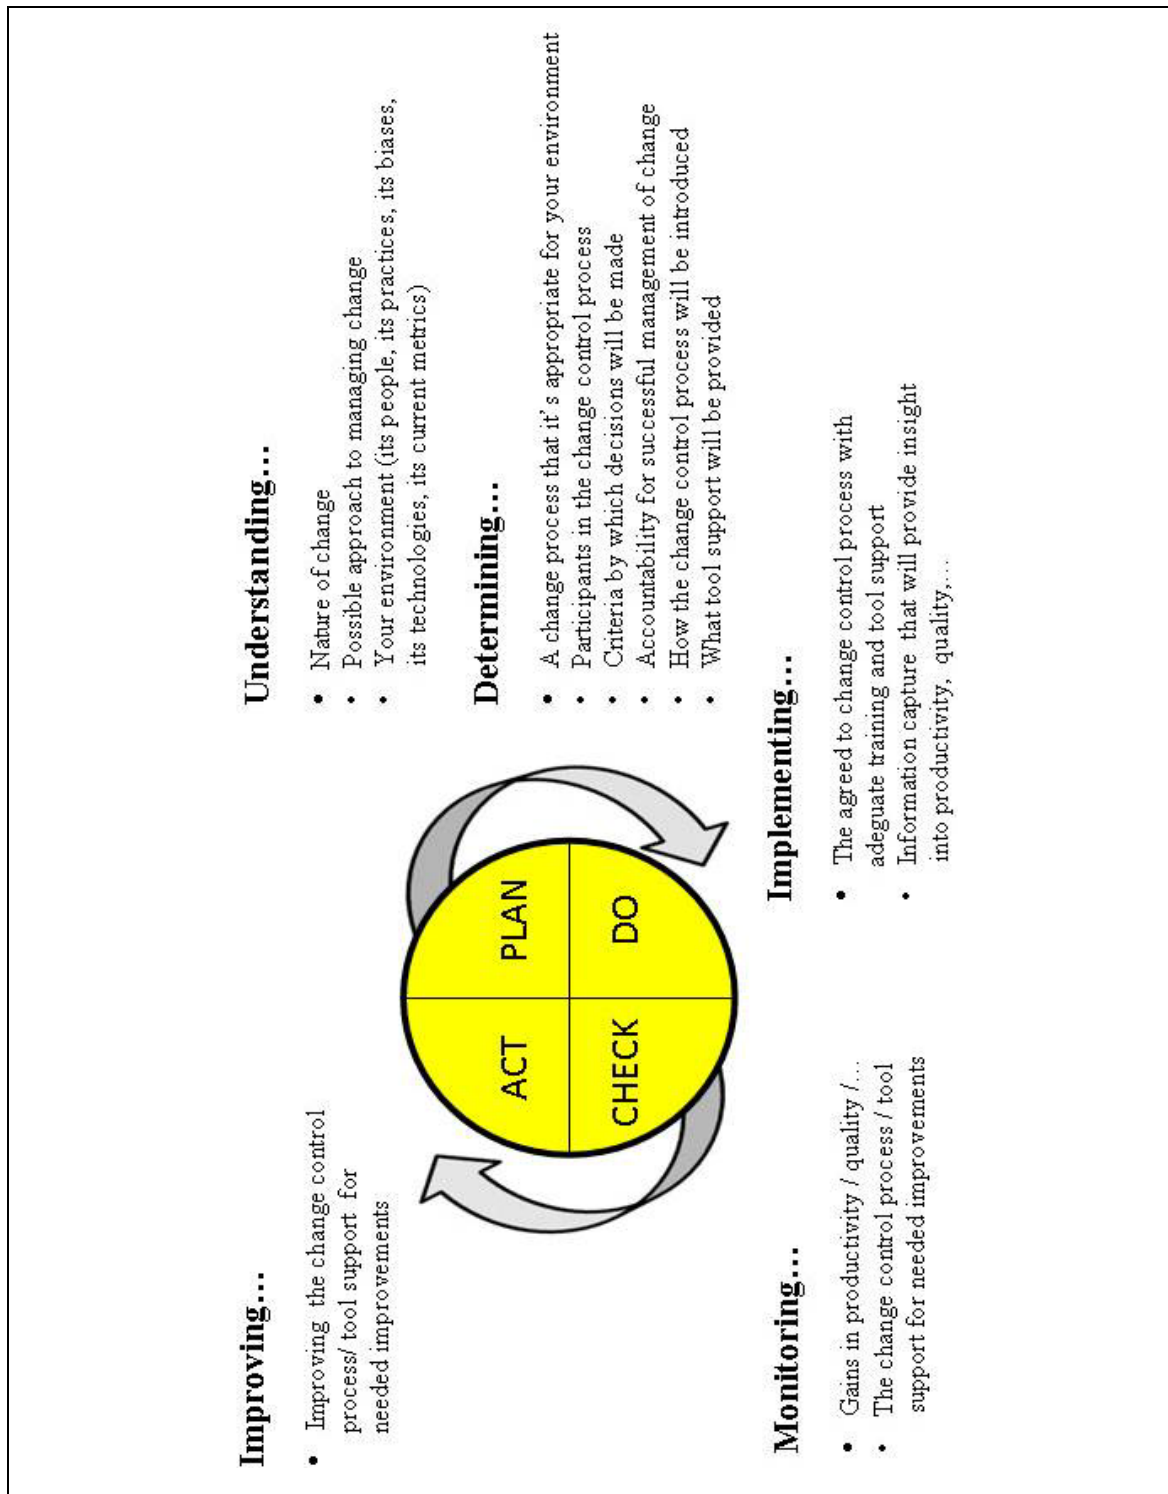 Improving...
• Improving the change control
process/ tool support for
needed improvements
Understanding...
• Nature of change
• Possible approach to managing change
• Your environment (its people, its practices, its biases,
its technologies, its current metrics)
Determining...
• A change process that it's appropriate for your environment
• Participants in the change control process
• Criteria by which decisions will be made
• Accountability for successful management of change
• How the change control process will be introduced
• What tool support will be provided
ACT
PLAN
CHECK
DO
Monitoring...
• Gains in productivity / quality /...
• The change control process / tool
support for needed improvements
Implementing...
• The agreed to change control process with
adeguate training and tool support
• Information capture that will provide insight
into productivity, quality,...